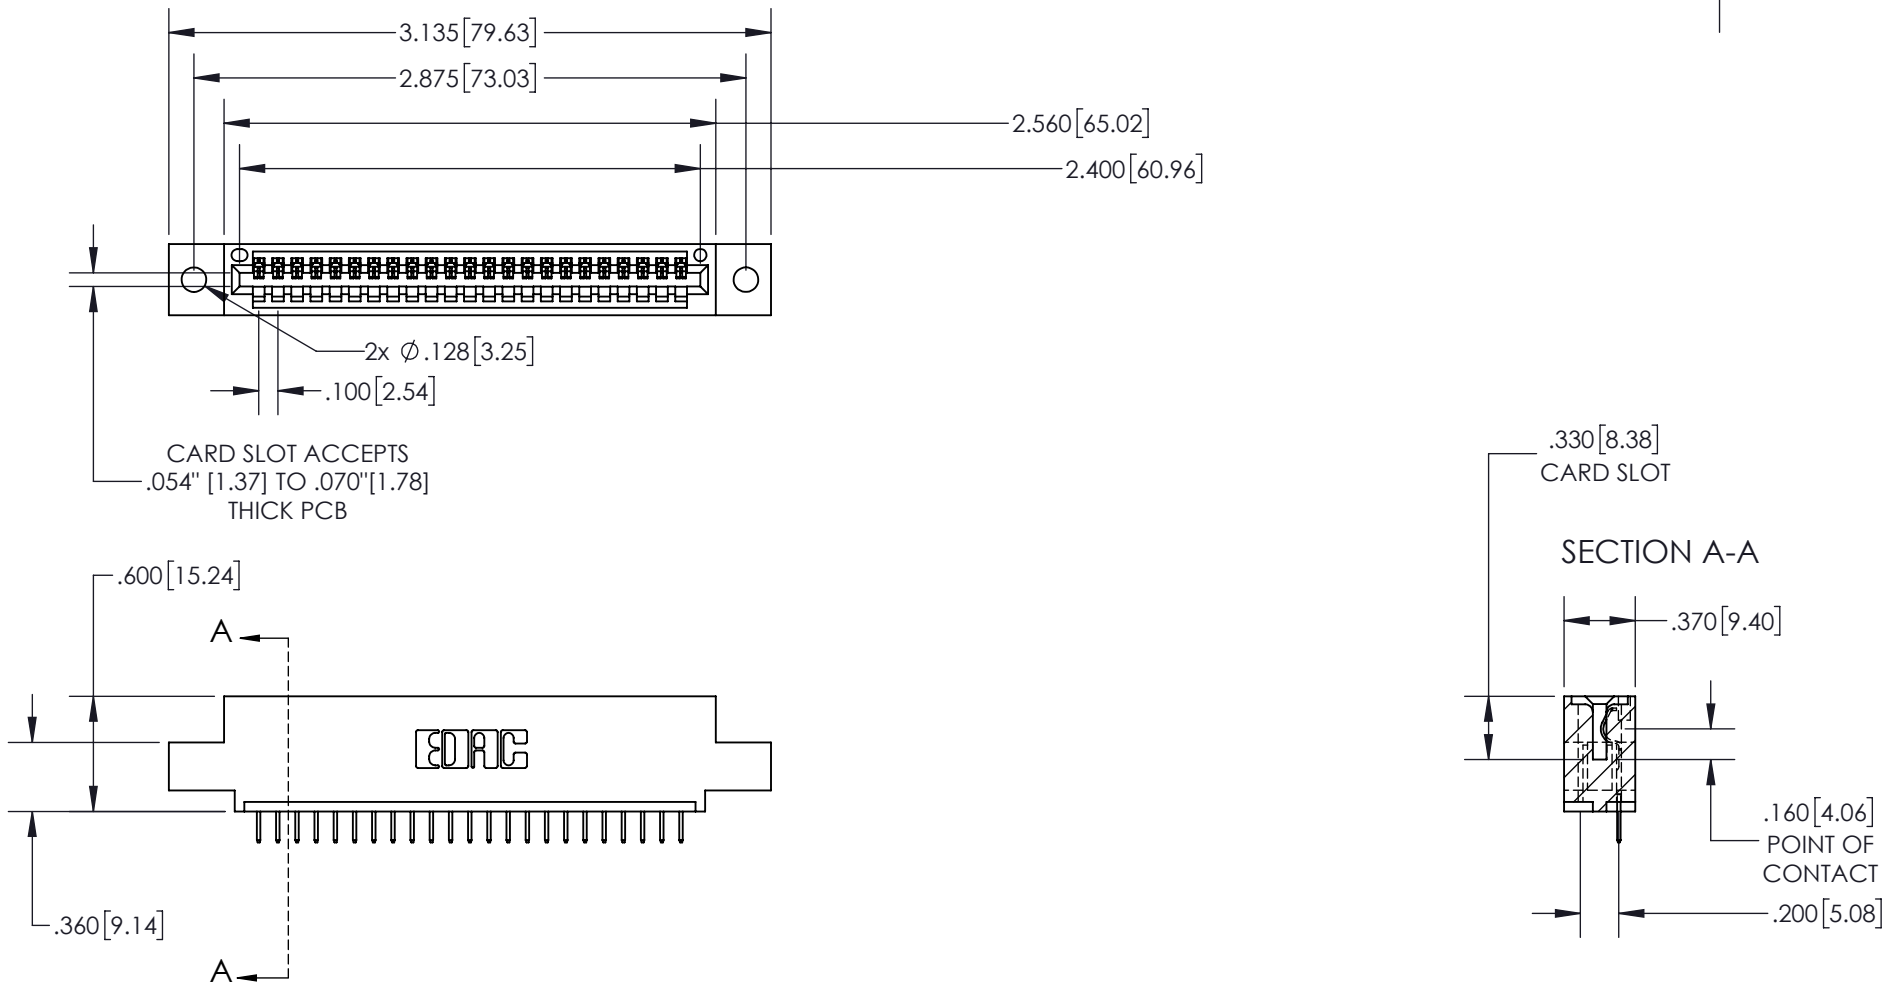 3.135[79.63]
2.875[73.03]
2.560[65.02]
2.400[60.96]
2x Ø.128[3.25]
.100[2.54]
CARD SLOT ACCEPTS
.054" [1.37] TO .070"[1.78]
THICK PCB
.330[8.38]
CARD SLOT
SECTION A-A
.600[15.24]
.370[9.40]
A
EDAC
.160[4.06]
POINT OF
CONTACT
.200[5.08]
.360[9.14]
A